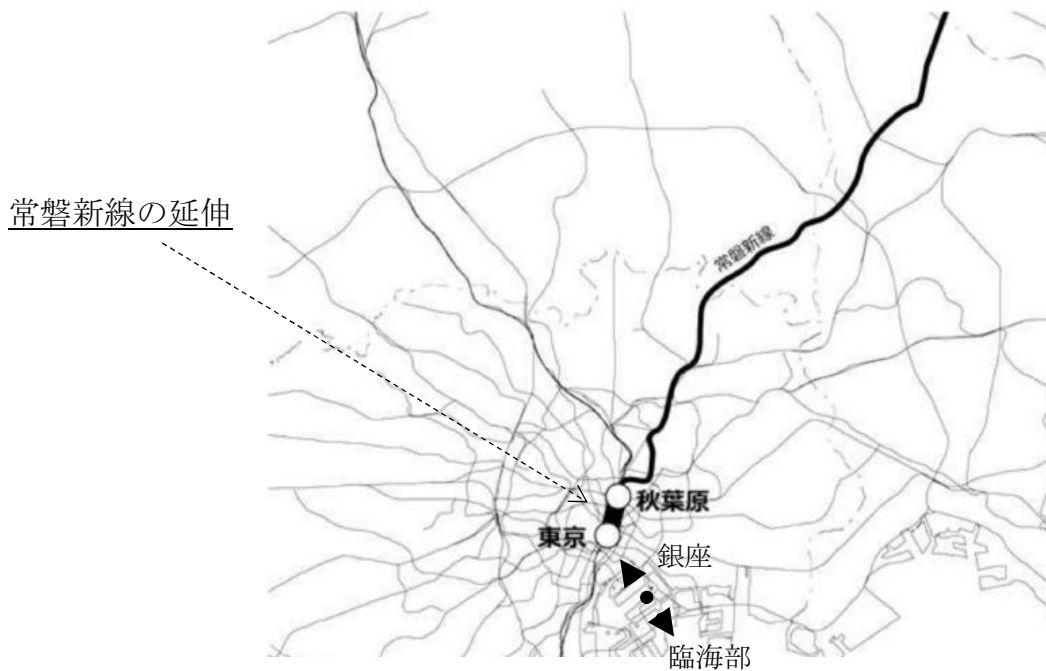 常磐新線の延伸
常磐新線
秋葉原
東京
銀座
臨海部